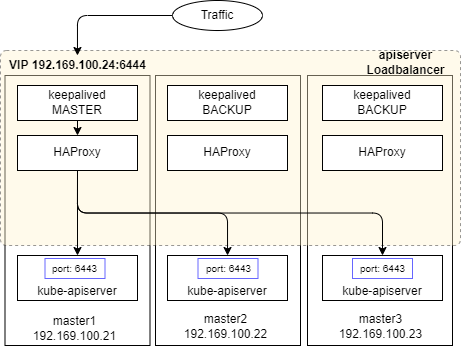 Traffic
VIP 192.169.100.24:6444
apiserver
Loadbalancer
keepalived
MASTER
keepalived
BACKUP
keepalived
BACKUP
HAProxy
HAProxy
HAProxy
port: 6443
port: 6443
port: 6443
kube-apiserver
kube-apiserver
kube-apiserver
master1
192.169.100.21
master2
192.169.100.22
master3
192.169.100.23